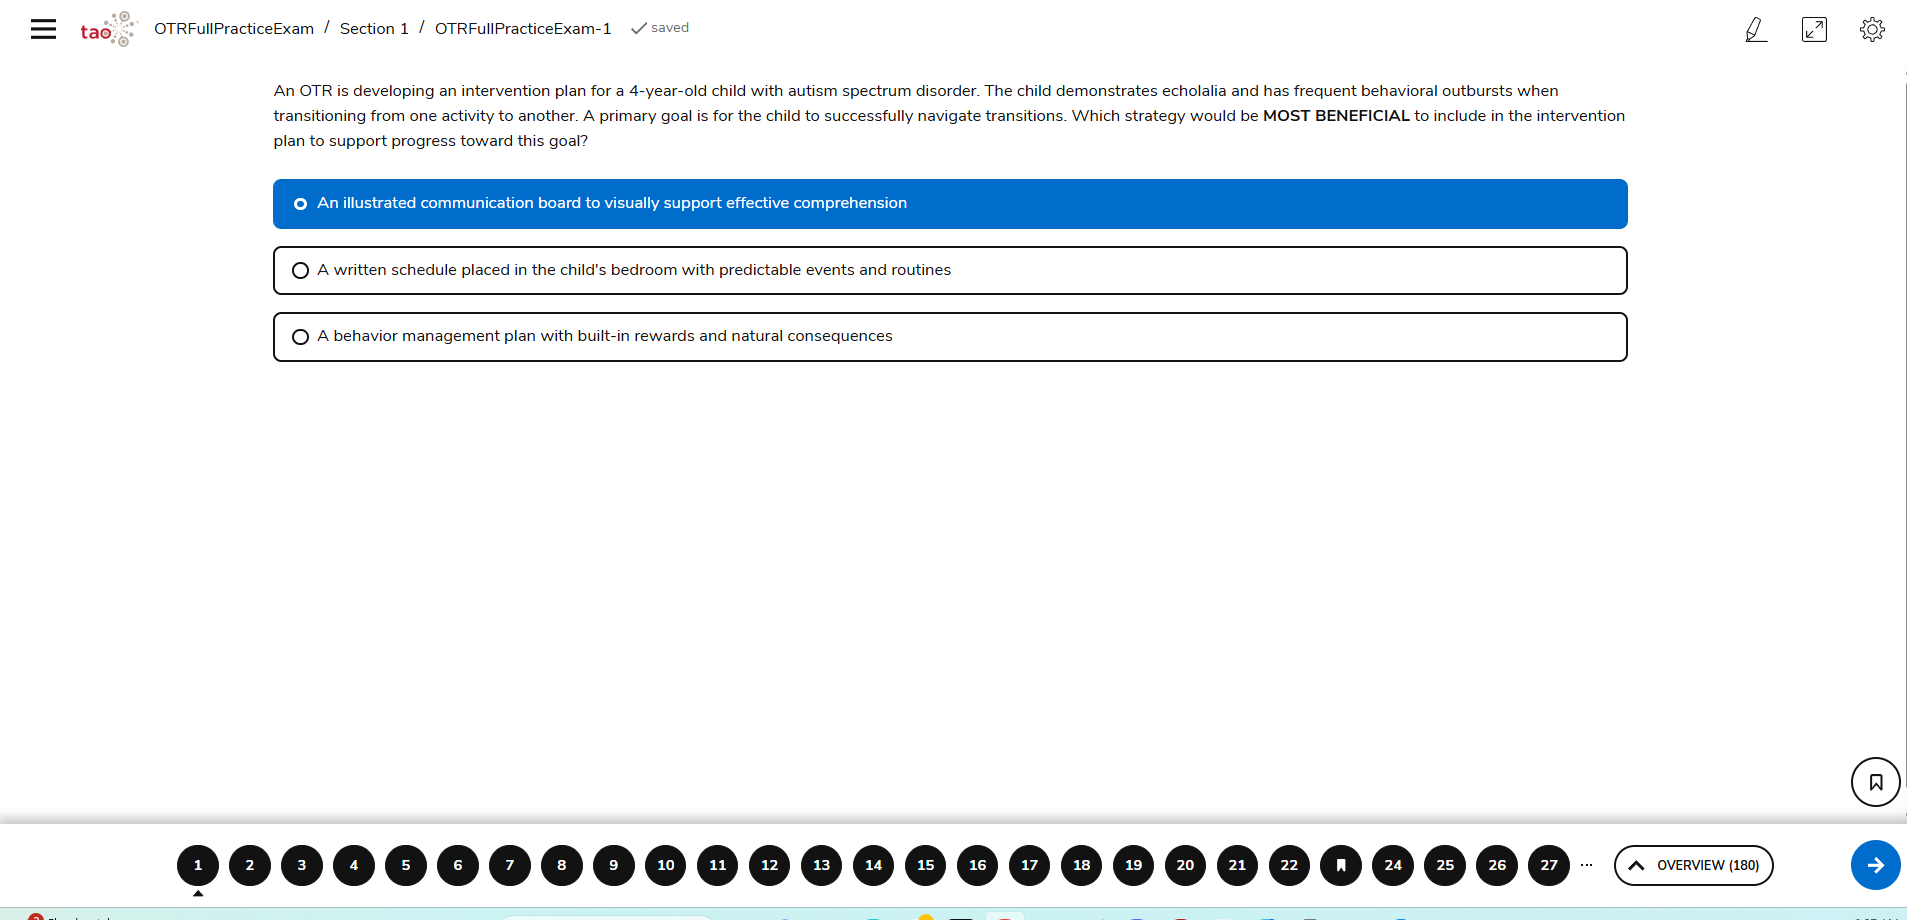 tao
OTRFullPracticeExam / Section 1 / OTRFullPracticeExam-1 saved
An OTR is developing an intervention plan for a 4-year-old child with autism spectrum disorder. The child demonstrates echolalia and has frequent behavioral outbursts when
transitioning from one activity to another. A primary goal is for the child to successfully navigate transitions. Which strategy would be MOST BENEFICIAL to include in the intervention
plan to support progress toward this goal?
An illustrated communication board to visually support effective comprehension
A written schedule placed in the child's bedroom with predictable events and routines
A behavior management plan with built-in rewards and natural consequences
1 2 3 4 5 6 7 8 9 10 11 12 13 14 15 16 17 18 19 20 21 22 24 25 26 27 ... OVERVIEW (180)